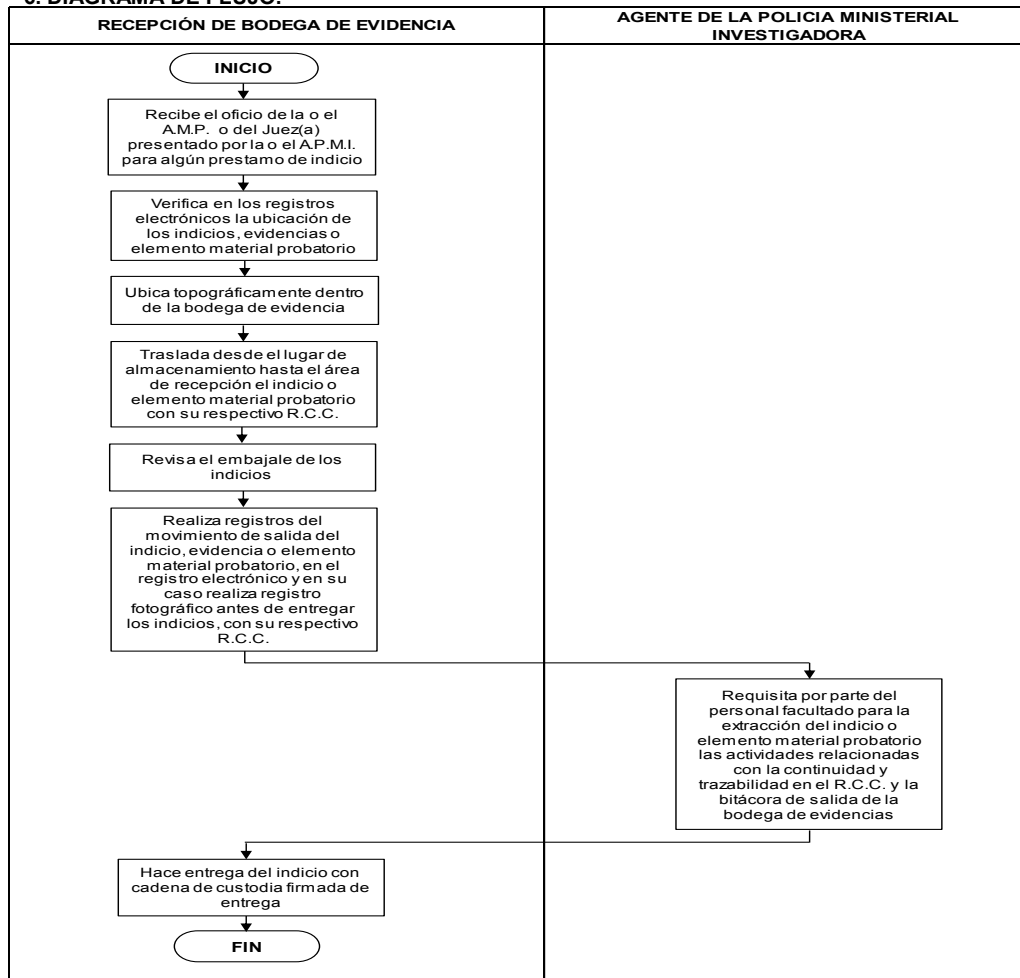 RECEPCIÓN DE BODEGA DE EVIDENCIA
AGENTE DE LA POLICIA MINISTERIAL
INVESTIGADORA
INICIO
Recibe el oficio de la o el
A.M.P. o del Juez(a)
presentado por la o el A.P.M.I.
para algún prestamo de indicio
Verifica en los registros
electrónicos la ubicación de
los indicios, evidencias o
elemento material probatorio
Ubica topográficamente dentro
de la bodega de evidencia
Traslada desde el lugar de
almacenamiento hasta el área
de recepción el indicio o
elemento material probatorio
con su respectivo R.C.C.
Revisa el embajale de los
indicios
Realiza registros del
movimiento de salida del
indicio, evidencia o elemento
material probatorio, en el
registro electrónico y en su
caso realiza registro
fotográfico antes de entregar
los indicios, con su respectivo
R.C.C.
Requisita por parte del
personal facultado para la
extracción del indicio o
elemento material probatorio
las actividades relacionadas
con la continuidad y
trazabilidad en el R.C.C. y la
bitácora de salida de la
bodega de evidencias
Hace entrega del indicio con
cadena de custodia firmada de
entrega
FIN